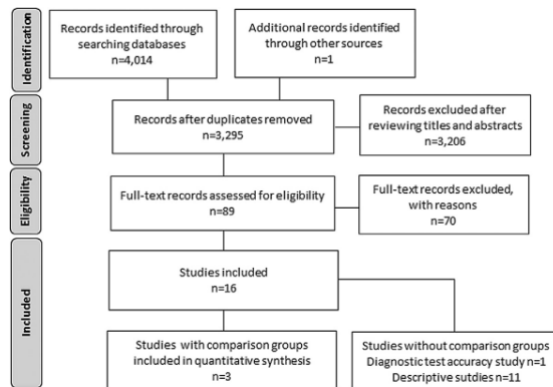 Identification
Records identified through
searching databases
n=4,014
Additional records identified
through other sources
n=1
Screening
Records after duplicates removed
n=3,295
Records excluded after
reviewing titles and abstracts
n=3,206
Eligibility
Full-text records assessed for eligibility
n=89
Full-text records excluded,
with reasons
n=70
Included
Studies included
n=16
Studies with comparison groups
included in quantitative synthesis
n=3
Studies without comparison groups
Diagnostic test accuracy study n=1
Descriptive sutdies n=11